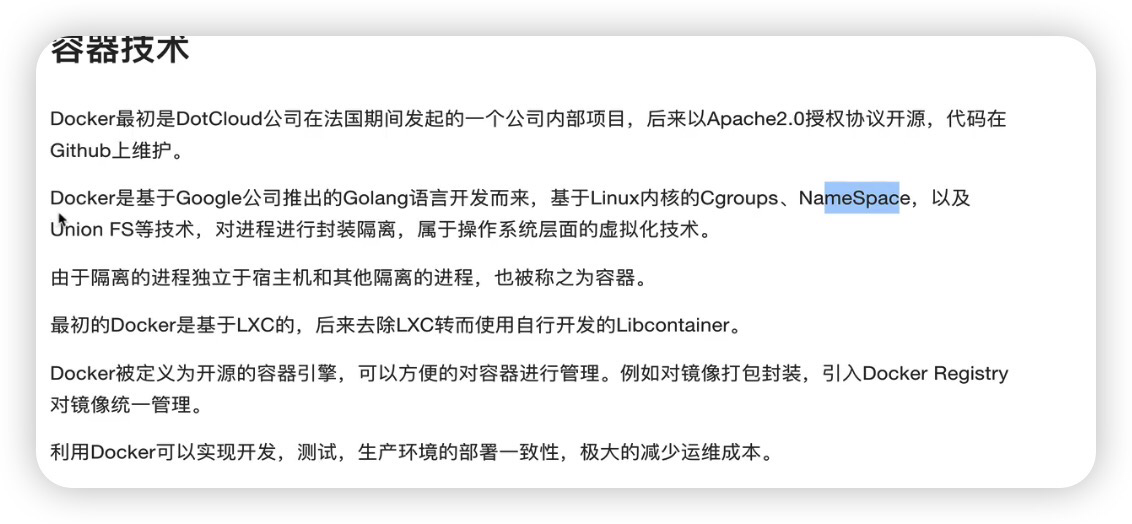 容器技术
Docker最初是DotCloud公司在法国期间发起的一个公司内部项目，后来以Apache2.0授权协议开源，代码在
Github上维护。
Docker是基于Google公司推出的Golang语言开发而来，基于Linux内核的Cgroups、NameSpace，以及
Union FS等技术，对进程进行封装隔离，属于操作系统层面的虚拟化技术。
由于隔离的进程独立于宿主机和其他隔离的进程，也被称之为容器。
最初的Docker是基于LXC的，后来去除LXC转而使用自行开发的Libcontainer。
Docker被定义为开源的容器引擎，可以方便的对容器进行管理。例如对镜像打包封装，引入Docker Registry
对镜像统一管理。
利用Docker可以实现开发，测试，生产环境的部署一致性，极大的减少运维成本。